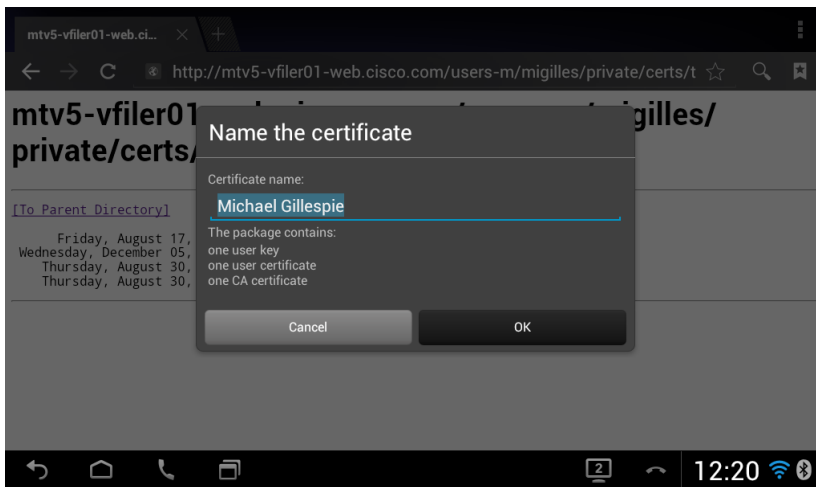 mtv5-vfiler01-web.ci...
http://mtv5-vfiler01-web.cisco.com/users-m/migilles/private/certs/t
mtv5-vfiler01 gilles/
private/certs/
Name the certificate
Certificate name:
Michael Gillespie
[To Parent Directory]
The package contains:
Friday, August 17,
one user key
Wednesday, December 05,
one user certificate
Thursday, August 30,
one CA certificate
Thursday, August 30,
Cancel OK
2 12:20